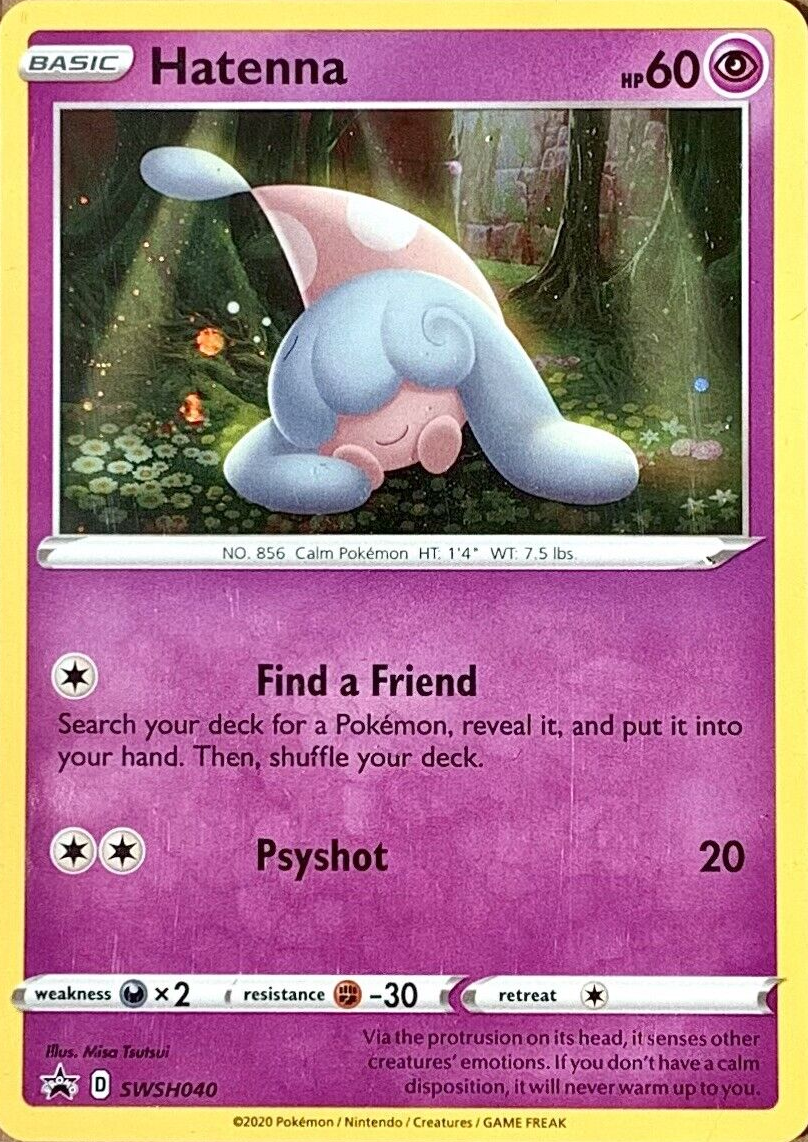 BASIC Hatenna HP 60
NO. 856 Calm Pokémon HT: 1'4" WT: 7.5 lbs.
Find a Friend
Search your deck for a Pokémon, reveal it, and put it into
your hand. Then, shuffle your deck.
Psyshot 20
weakness ×2 resistance -30 retreat
Illus. Misa Tsutsui
Via the protrusion on its head, it senses other
creatures' emotions. If you don't have a calm
disposition, it will never warm up to you.
D SWSH040
©2020 Pokémon / Nintendo / Creatures / GAME FREAK